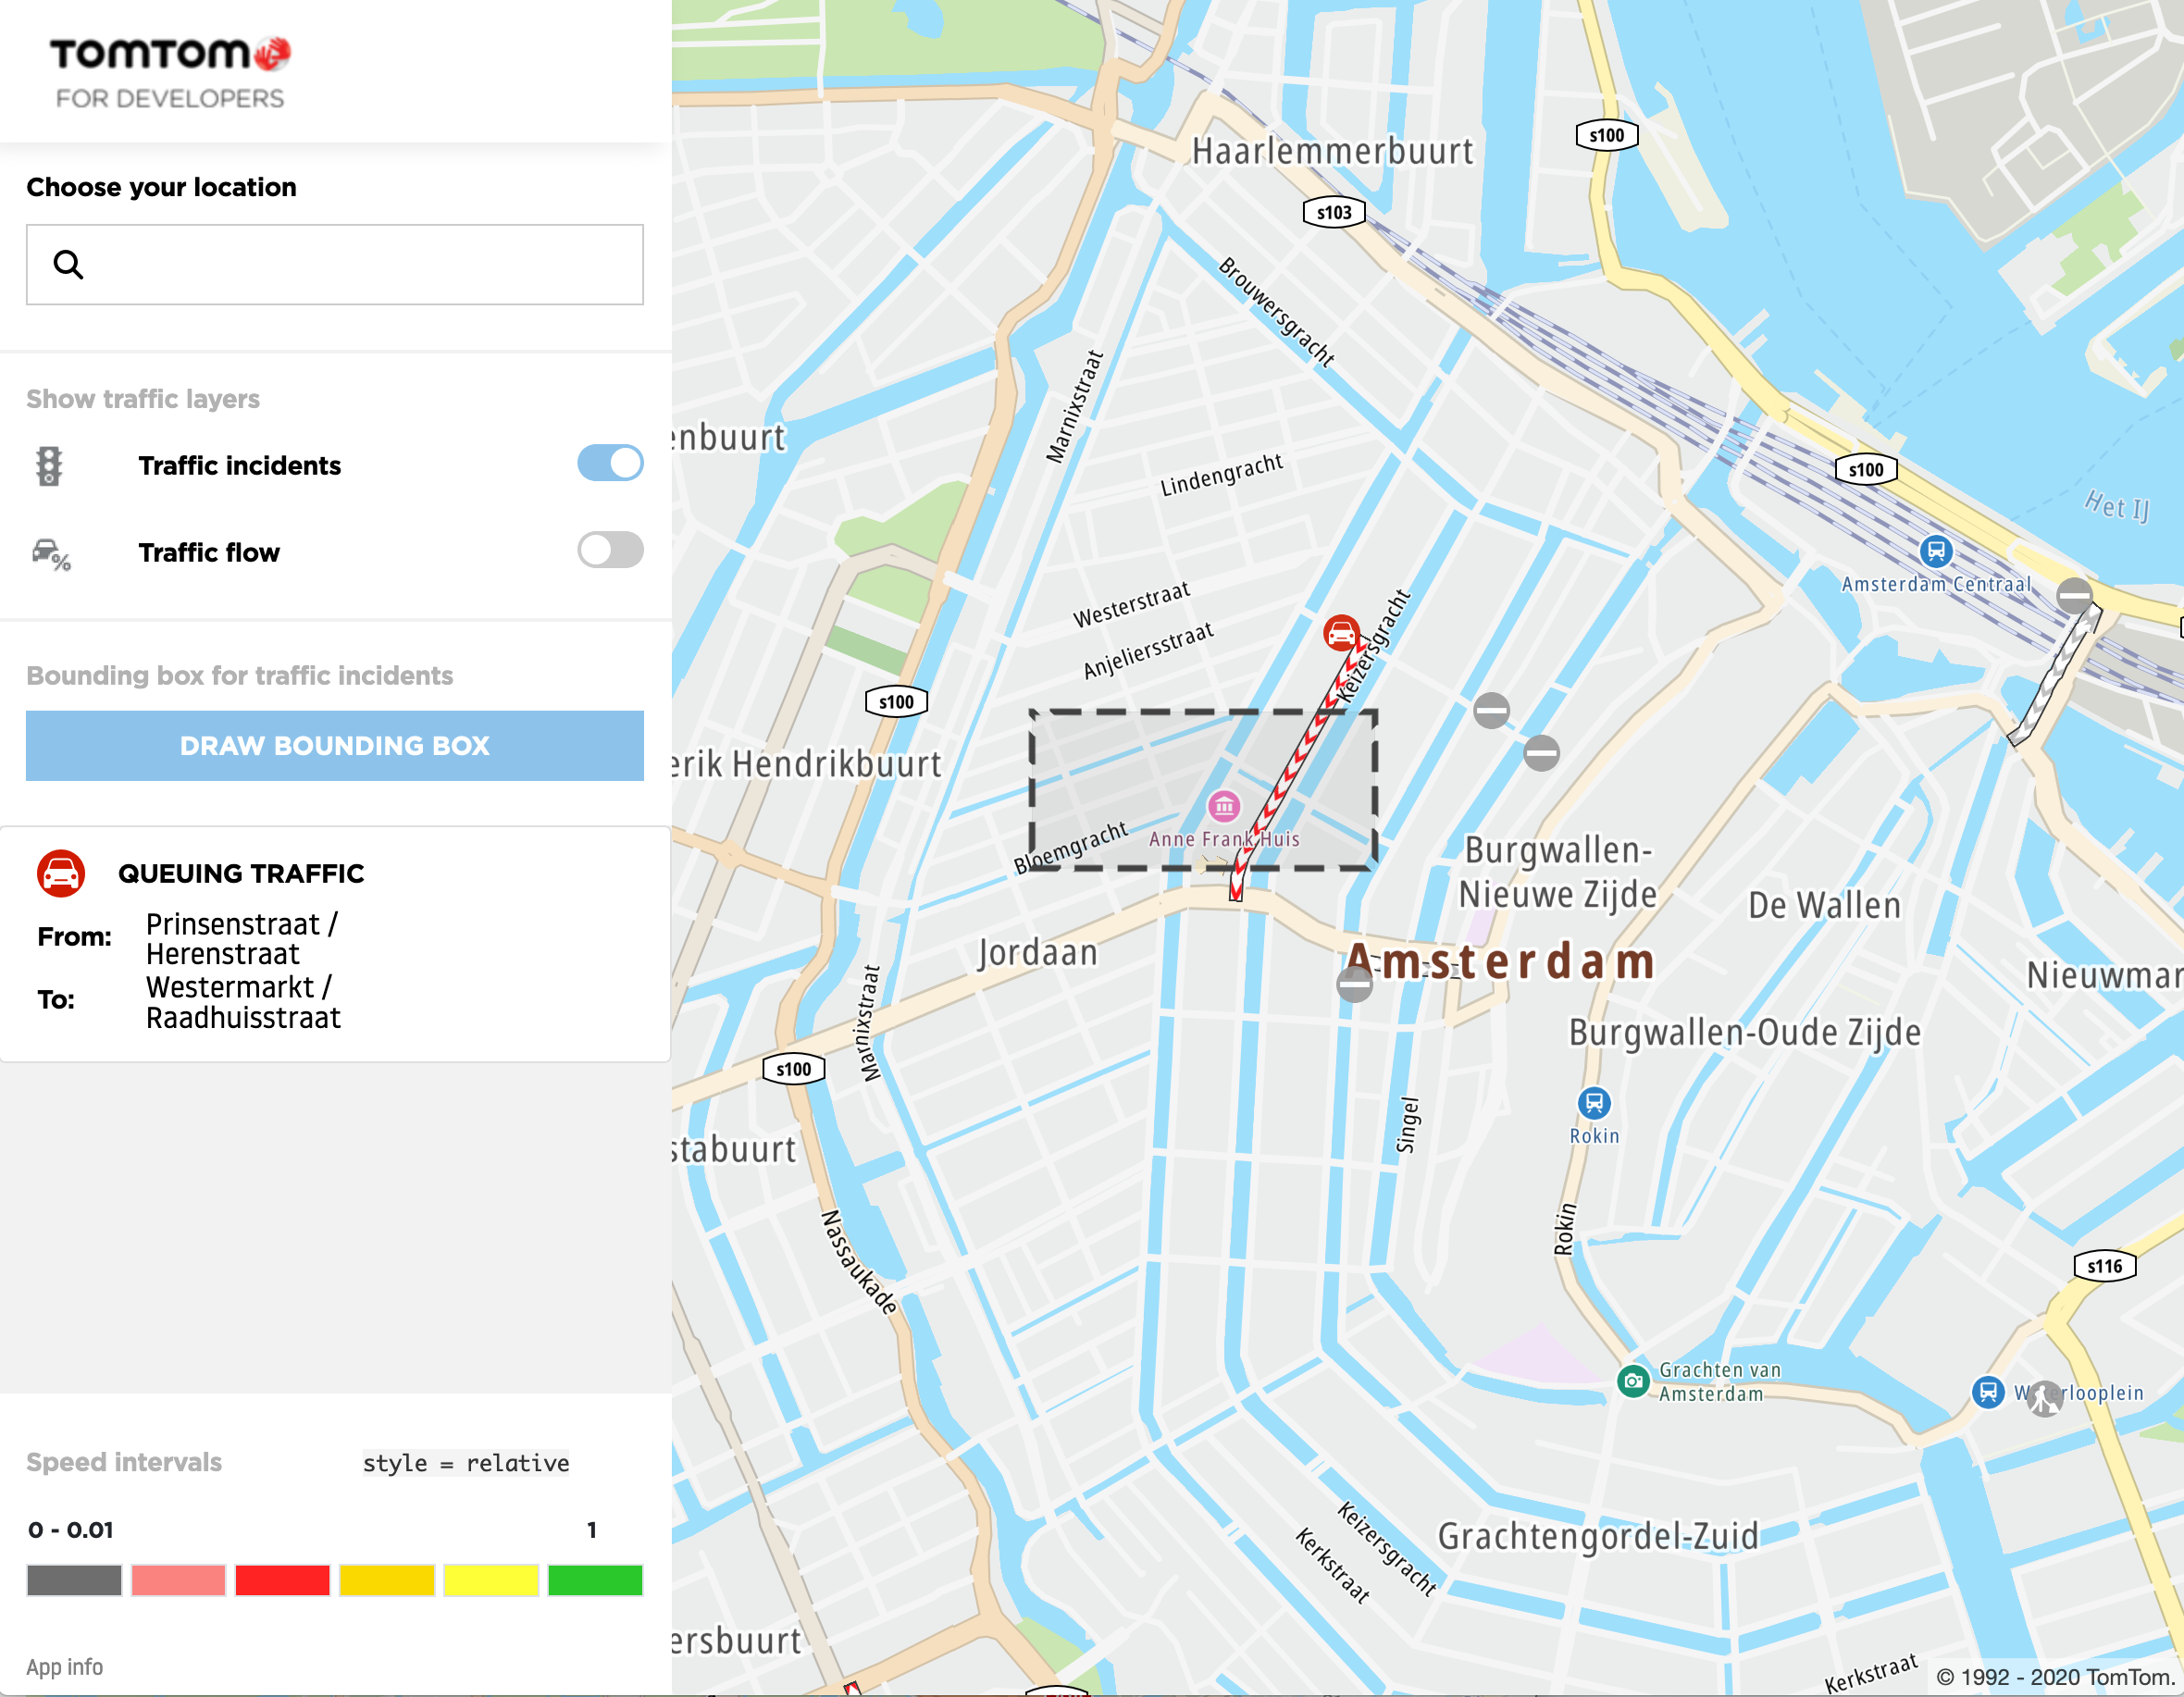 TOMTOM
FOR DEVELOPERS
Choose your location
Show traffic layers
Traffic incidents
%
Traffic flow
Bounding box for traffic incidents
DRAW BOUNDING BOX
QUEUING TRAFFIC
From: Prinsenstraat /
Herenstraat
To: Westermarkt /
Raadhuisstraat
Speed intervals
style = relative
0 - 0.01
1
App info
Haarlemmerbuurt
s100
s103
Brouwersgracht
Marnixstraat
enbuurt
Lindengracht
s100
Het IJ
Amsterdam Centraal
Westerstraat
Anjeliersstraat
Keizersgracht
s100
erik Hendrikbuurt
Anne Frank Huis
Bloemgracht
Burgwallen-
Nieuwe Zijde
De Wallen
Jordaan
Amsterdam
Nieuwmar
Marnixstraat
Burgwallen-Oude Zijde
s100
Singel
Rokin
stabuurt
Rokin
Nassaukade
s116
Grachten van
Amsterdam
Keizersgracht
Kerkstraat
Grachtengordel-Zuid
ersbuurt
Kerkstraat
© 1992 - 2020 TomTom.